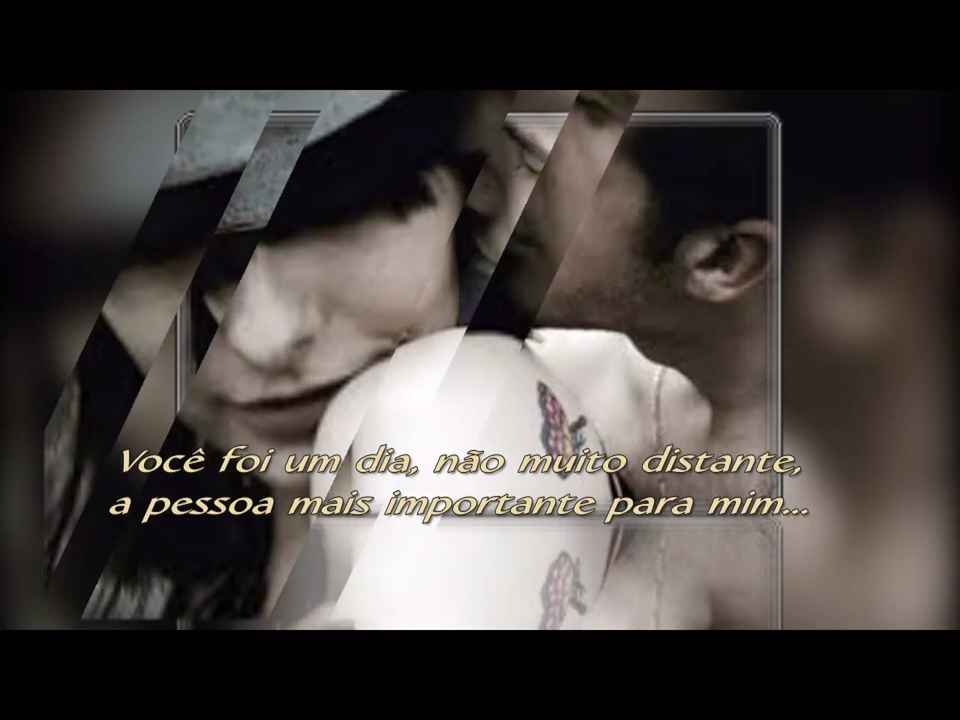 Você foi um dia, não muito distante,
a pessoa mais importante para mim...